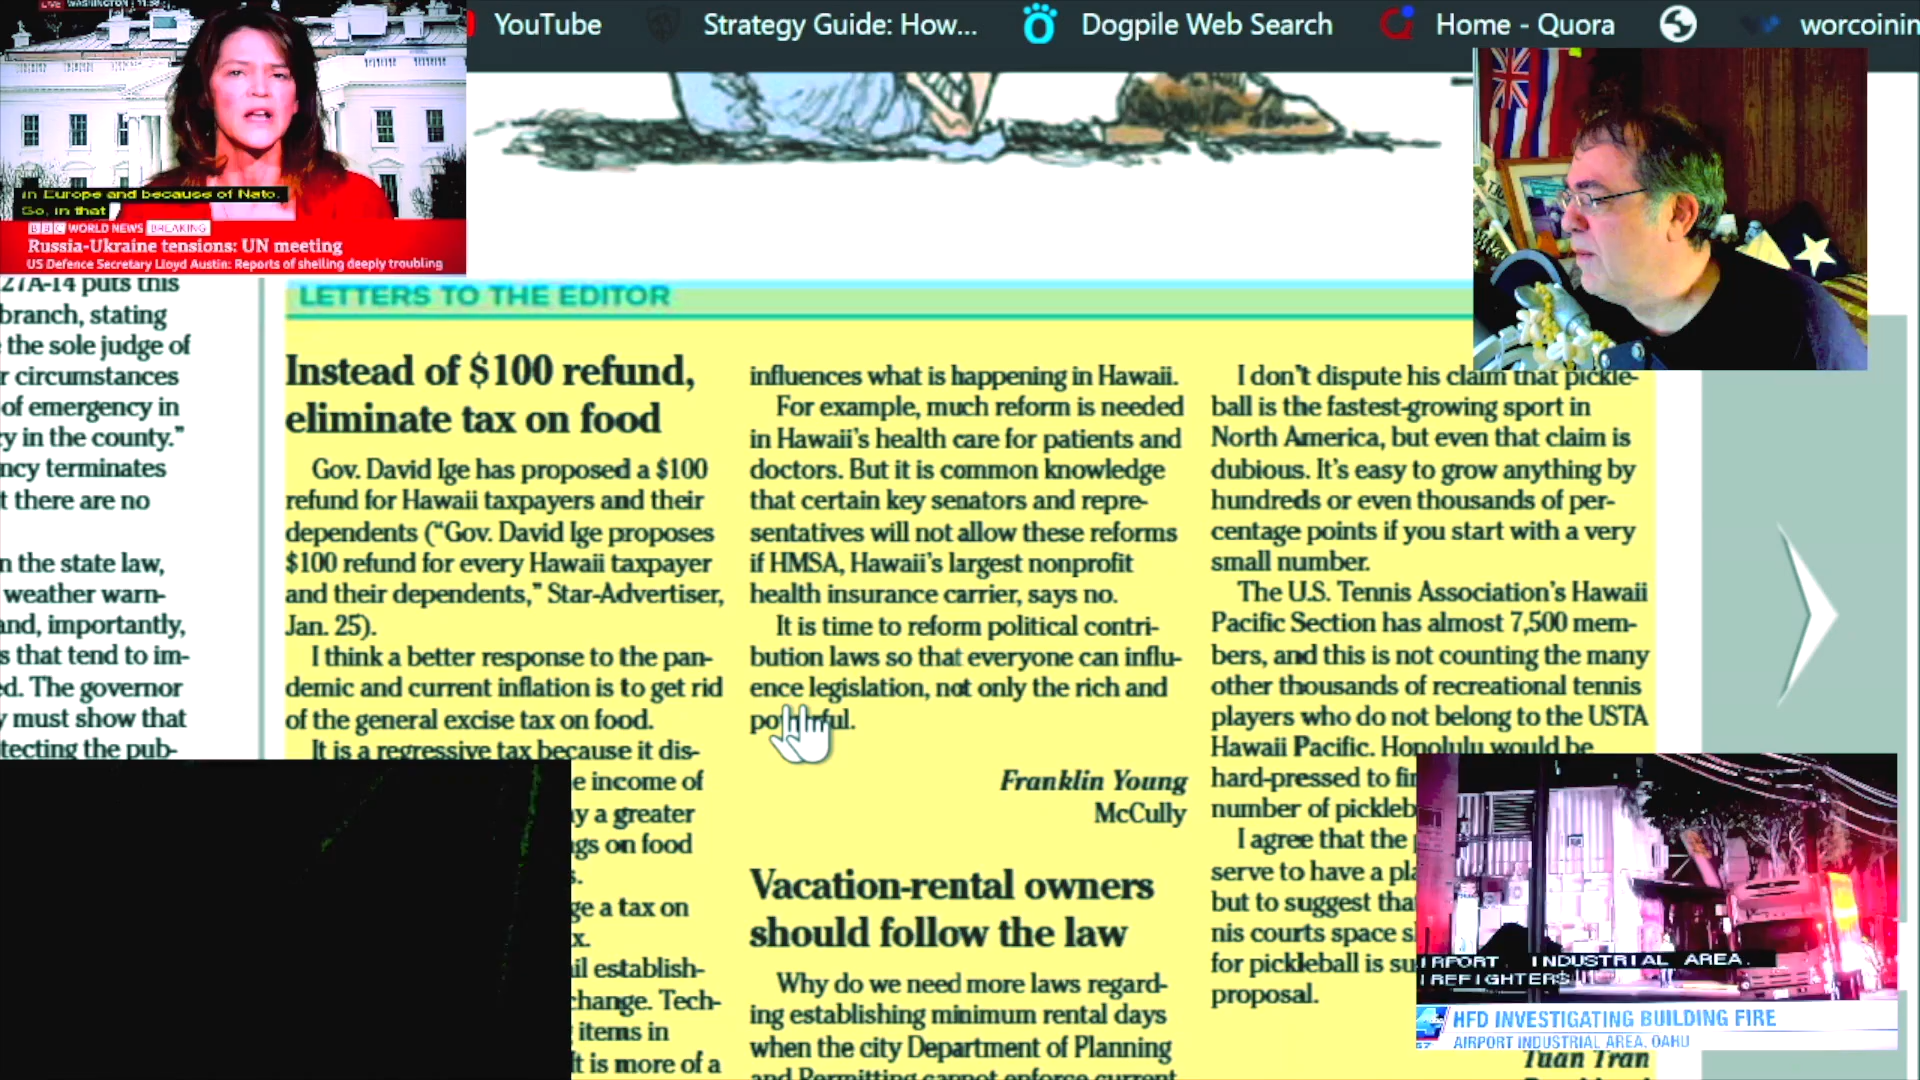 LIVE WASHINGTON 11:38
YouTube
Strategy Guide: How...
Dogpile Web Search
Home - Quora
worcoinin
in Europe and because of Nato.
So, in that
BBC WORLD NEWS BREAKING
Russia-Ukraine tensions: UN meeting
US Defence Secretary Lloyd Austin: Reports of shelling deeply troubling
27A-14 puts this
branch, stating
the sole judge of
r circumstances
of emergency in
y in the county."
ncy terminates
t there are no
n the state law,
weather warn-
and, importantly,
s that tend to im-
ed. The governor
y must show that
tecting the pub-
LETTERS TO THE EDITOR
Instead of $100 refund,
eliminate tax on food
Gov. David Ige has proposed a $100
refund for Hawaii taxpayers and their
dependents (“Gov. David Ige proposes
$100 refund for every Hawaii taxpayer
and their dependents,” Star-Advertiser,
Jan. 25).
I think a better response to the pan-
demic and current inflation is to get rid
of the general excise tax on food.
It is a regressive tax because it dis-
e income of
y a greater
gs on food
s.
ge a tax on
x.
il establish-
change. Tech-
items in
It is more of a
influences what is happening in Hawaii.
For example, much reform is needed
in Hawaii’s health care for patients and
doctors. But it is common knowledge
that certain key senators and repre-
sentatives will not allow these reforms
if HMSA, Hawaii’s largest nonprofit
health insurance carrier, says no.
It is time to reform political contri-
bution laws so that everyone can influ-
ence legislation, not only the rich and
powerful.
Franklin Young
McCully
Vacation-rental owners
should follow the law
Why do we need more laws regard-
ing establishing minimum rental days
when the city Department of Planning
and Permitting cannot enforce current
I don’t dispute his claim that pickle-
ball is the fastest-growing sport in
North America, but even that claim is
dubious. It’s easy to grow anything by
hundreds or even thousands of per-
centage points if you start with a very
small number.
The U.S. Tennis Association’s Hawaii
Pacific Section has almost 7,500 mem-
bers, and this is not counting the many
other thousands of recreational tennis
players who do not belong to the USTA
Hawaii Pacific. Honolulu would be
hard-pressed to fi
number of pickleb
I agree that the
serve to have a pla
but to suggest tha
nis courts space s
for pickleball is su
proposal.
Tuan Tran
IRPORT INDUSTRIAL AREA.
IREFIGHTERS
4
HFD INVESTIGATING BUILDING FIRE
AIRPORT INDUSTRIAL AREA, OAHU